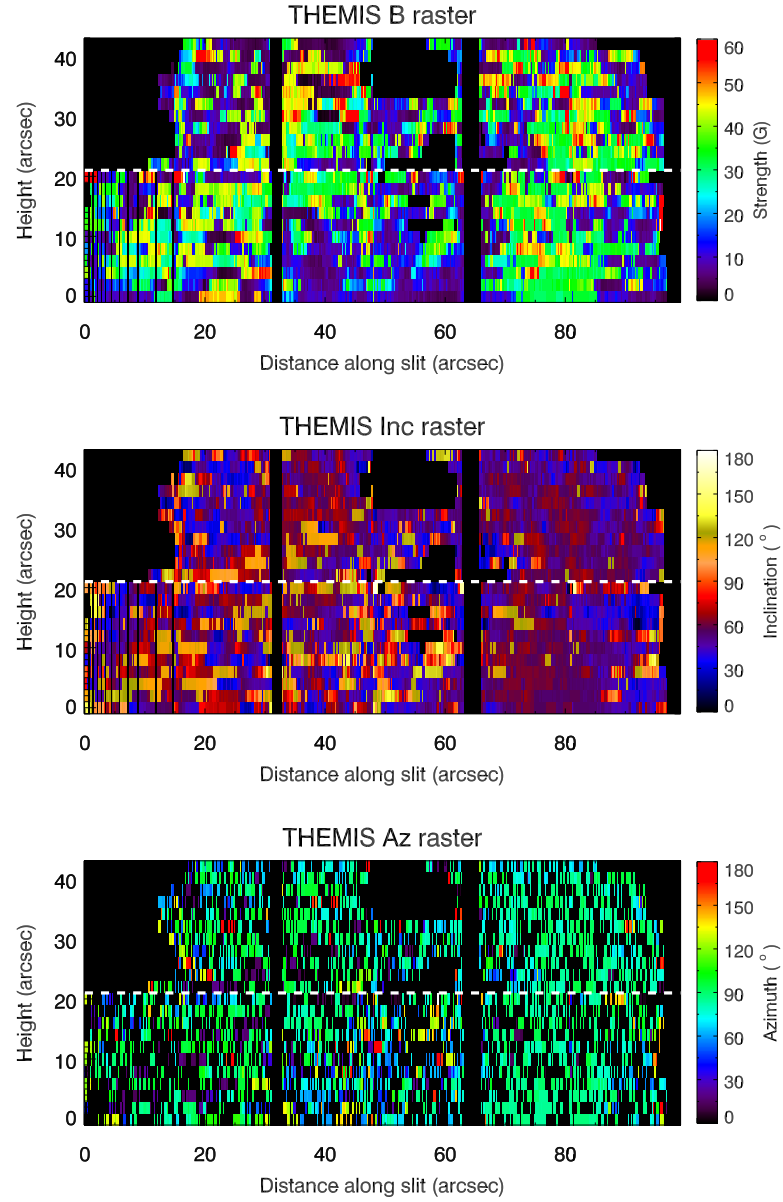 THEMIS B raster
Height (arcsec)
40
30
20
10
0
0 20 40 60 80
Distance along slit (arcsec)
60
50
40
30
20
10
0
Strength (G)
THEMIS Inc raster
Height (arcsec)
40
30
20
10
0
0 20 40 60 80
Distance along slit (arcsec)
180
150
120
90
60
30
0
Inclination (°)
THEMIS Az raster
Height (arcsec)
40
30
20
10
0
0 20 40 60 80
Distance along slit (arcsec)
180
150
120
90
60
30
0
Azimuth (°)